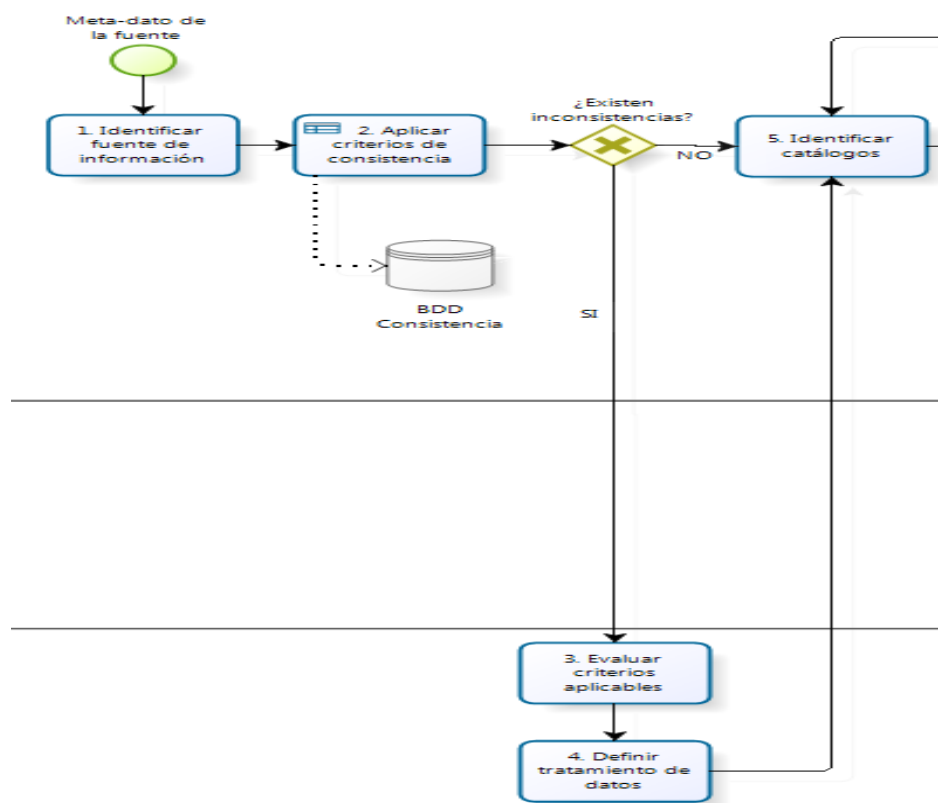 Meta-dato de
la fuente
1. Identificar
fuente de
información
2. Aplicar
criterios de
consistencia
¿Existen
inconsistencias?
NO
5. Identificar
catálogos
BDD
Consistencia
SI
3. Evaluar
criterios
aplicables
4. Definir
tratamiento de
datos